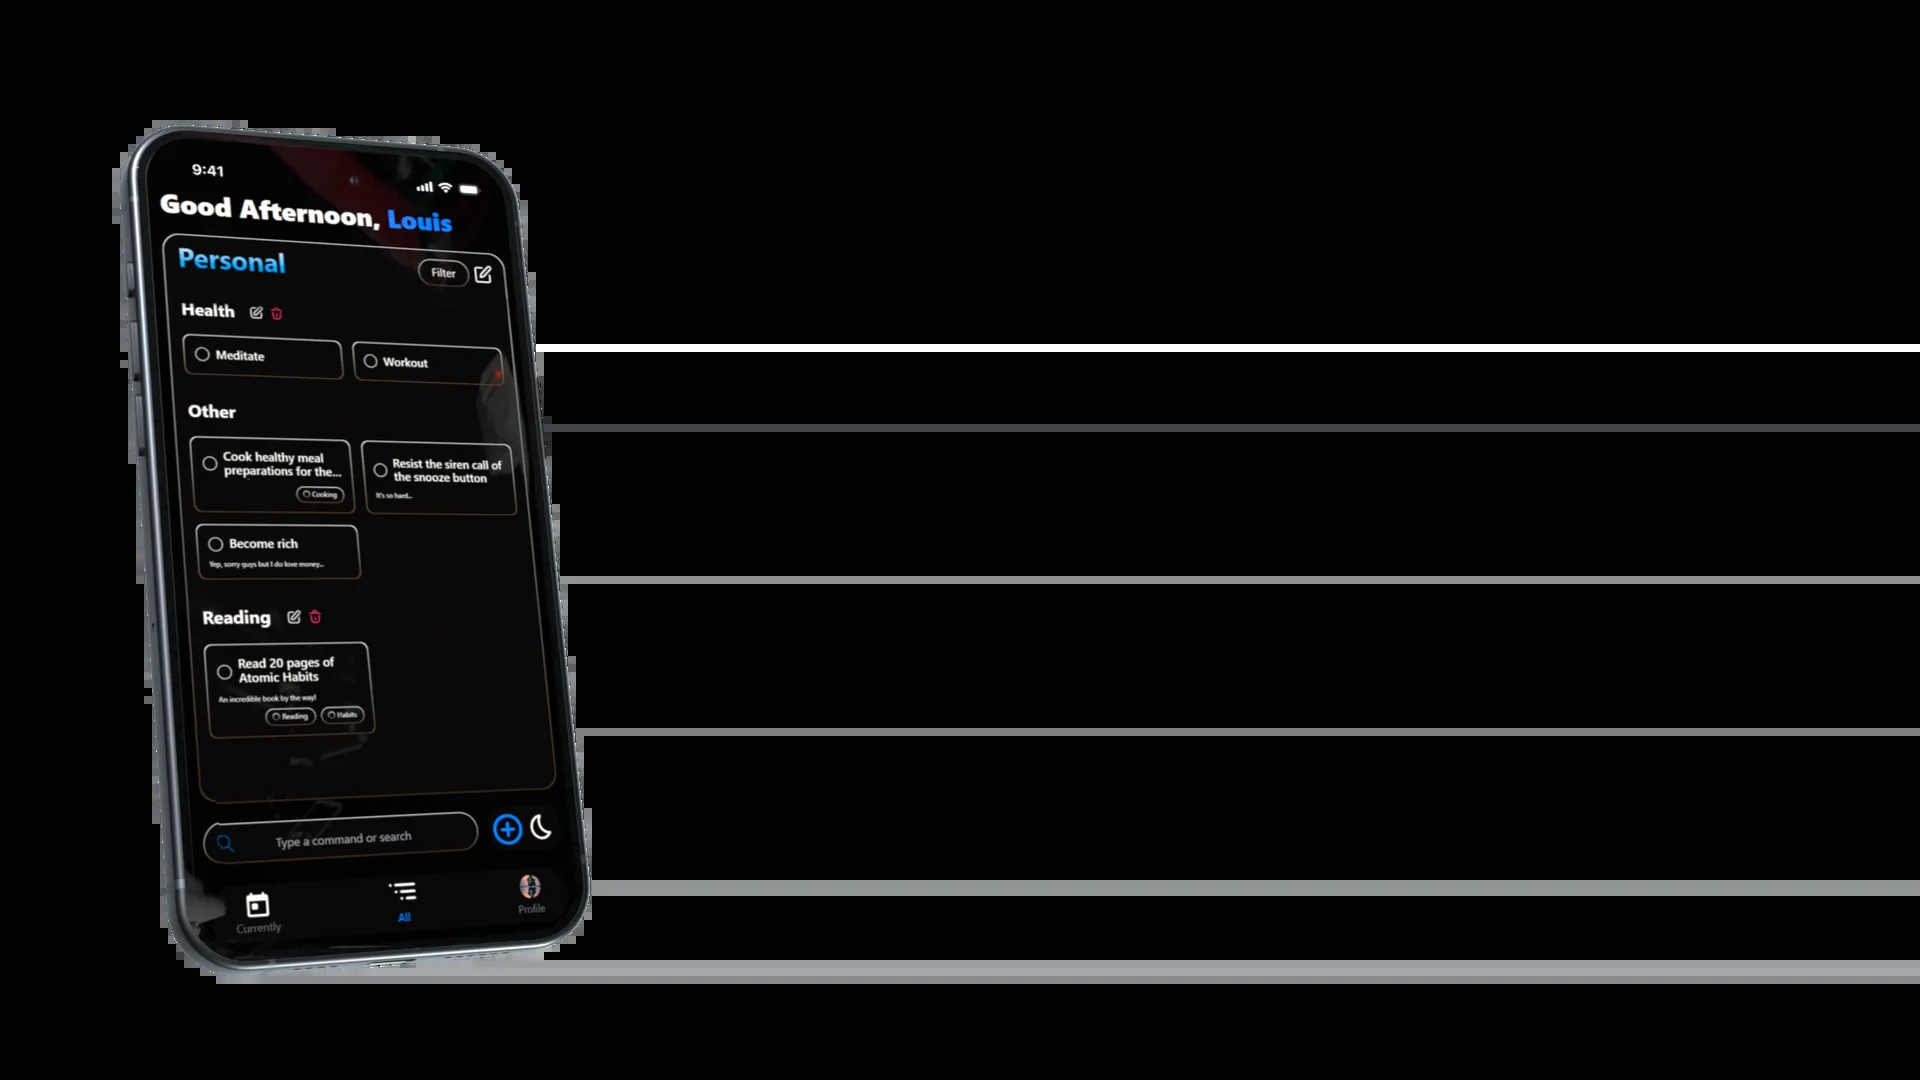 9:41
Good Afternoon, Louis
Personal
Filter
Health
Meditate
Workout
Other
Cook healthy meal
preparations for the...
Cooking
Resist the siren call of
the snooze button
It's so hard...
Become rich
Yep, sorry guys but I do love money...
Reading
Read 20 pages of
Atomic Habits
An incredible book by the way!
Reading
Habits
Type a command or search
Currently
All
Profile